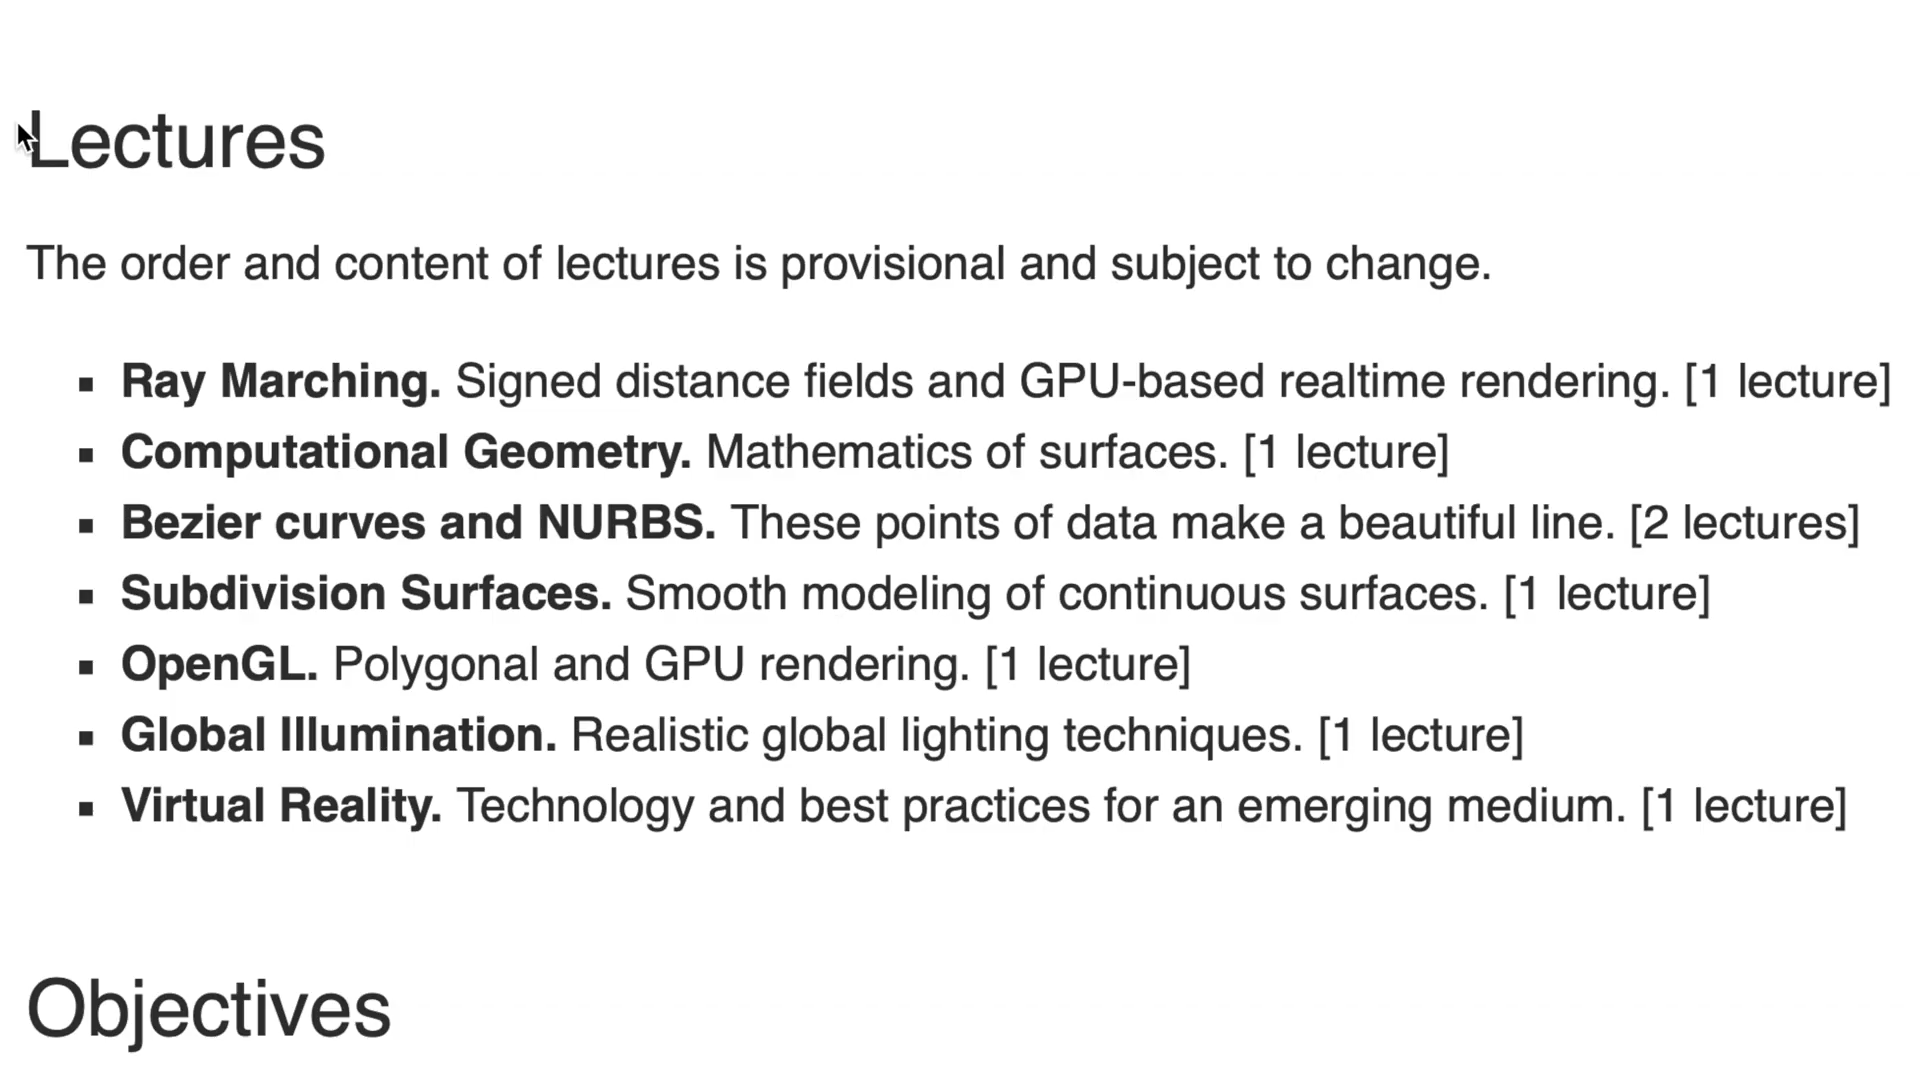 Lectures
The order and content of lectures is provisional and subject to change.
▪ Ray Marching. Signed distance fields and GPU-based realtime rendering. [1 lecture]
▪ Computational Geometry. Mathematics of surfaces. [1 lecture]
▪ Bezier curves and NURBS. These points of data make a beautiful line. [2 lectures]
▪ Subdivision Surfaces. Smooth modeling of continuous surfaces. [1 lecture]
▪ OpenGL. Polygonal and GPU rendering. [1 lecture]
▪ Global Illumination. Realistic global lighting techniques. [1 lecture]
▪ Virtual Reality. Technology and best practices for an emerging medium. [1 lecture]
Objectives